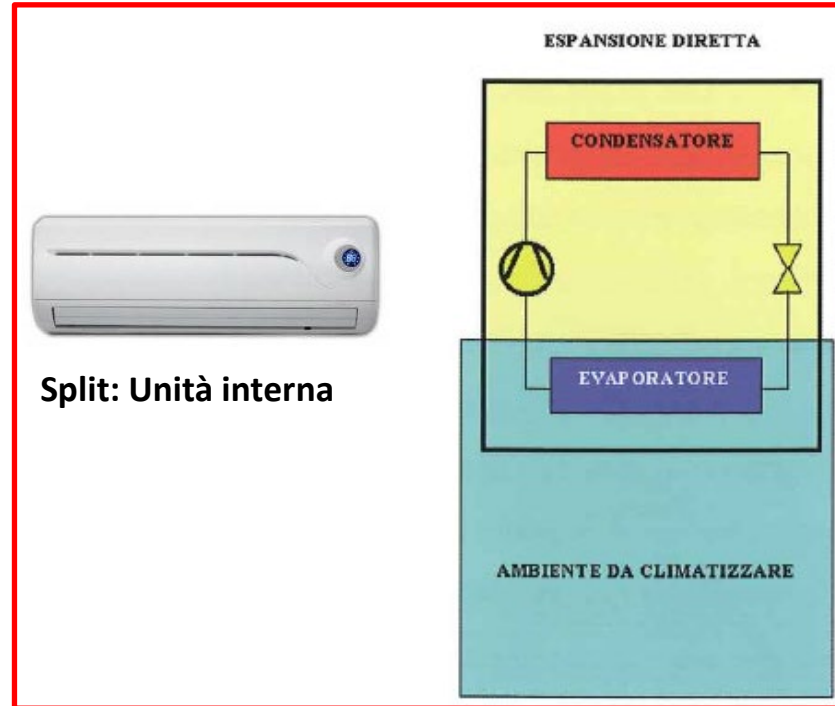 ESPANSIONE DIRETTA
CONDENSATORE
EVAPORATORE
Split: Unità interna
AMBIENTE DA CLIMATIZZARE